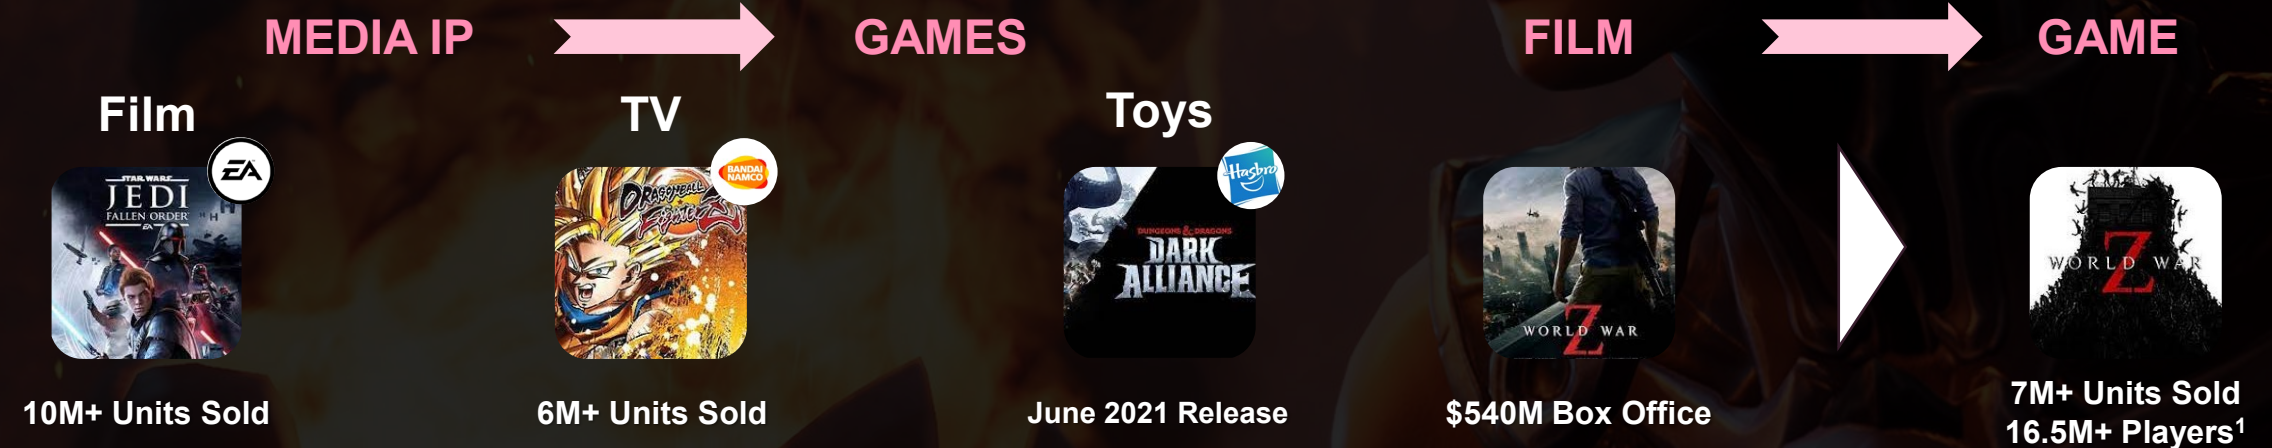 MEDIA IP
GAMES
FILM
GAME
Film
TV
Toys
EA
BANDAI
NAMCO
Hasbro
STAR WARS
JEDI
FALLEN ORDER
EA
DRAGONBALL
FighterZ
DUNGEONS & DRAGONS
DARK
ALLIANCE
WORLD WAR
Z
WORLD WAR
Z
10M+ Units Sold
6M+ Units Sold
June 2021 Release
$540M Box Office
7M+ Units Sold
16.5M+ Players¹